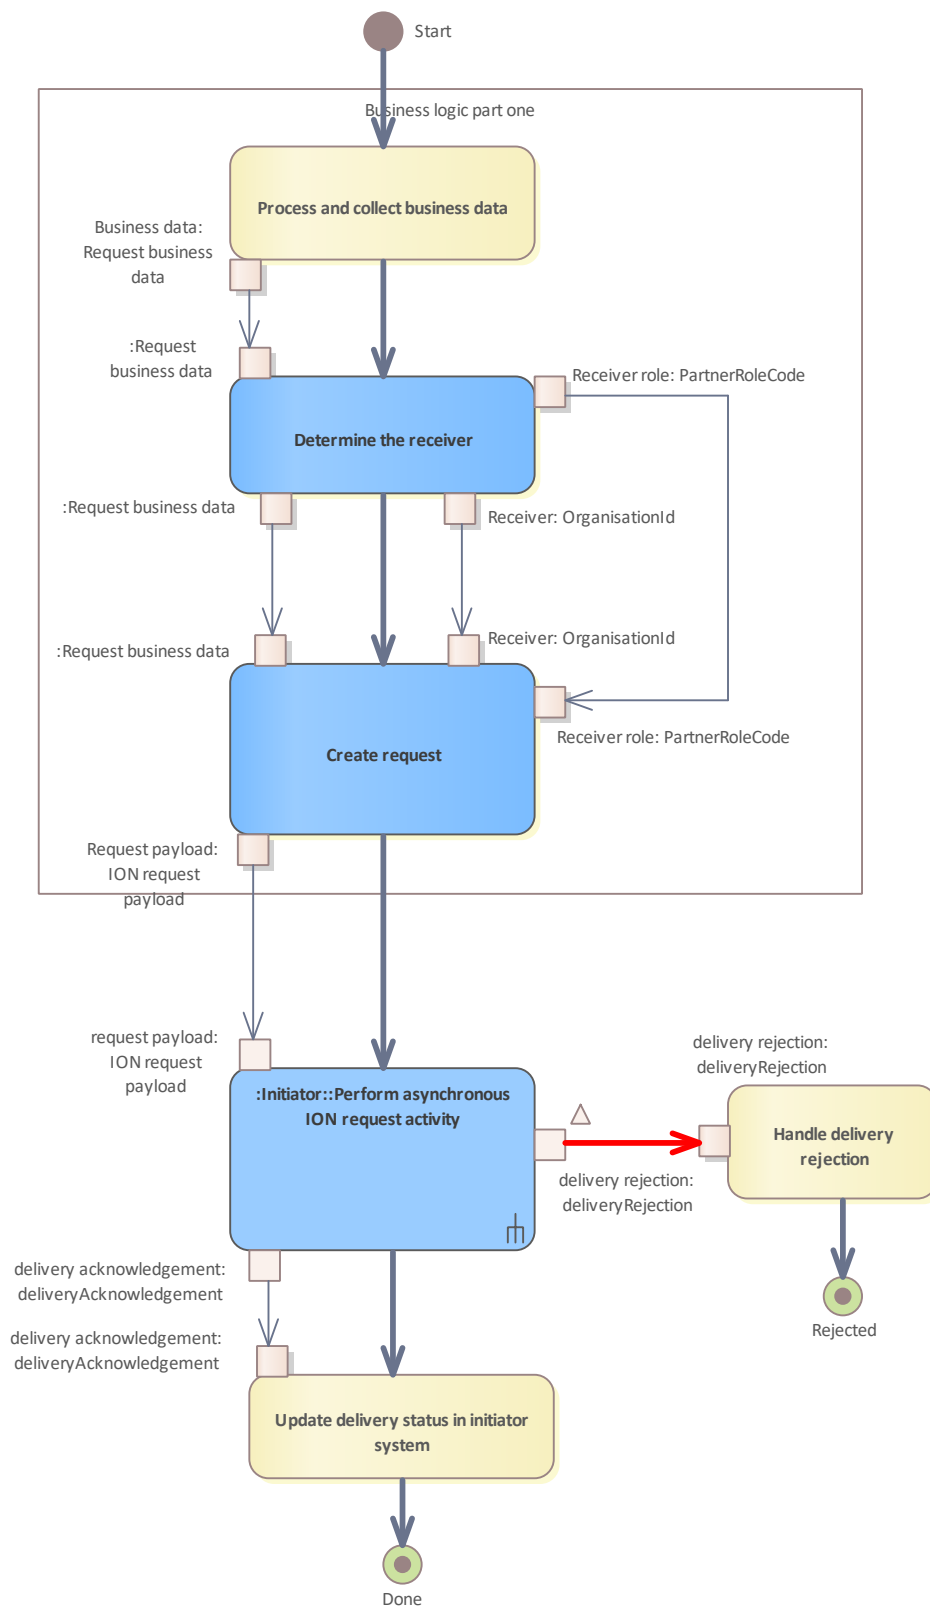 Start
Business logic part one
Process and collect business data
Business data:
Request business
data
:Request
business data
Receiver role: PartnerRoleCode
Determine the receiver
:Request business data
Receiver: OrganisationId
:Request business data
Receiver: OrganisationId
Receiver role: PartnerRoleCode
Create request
Request payload:
ION request
payload
request payload:
ION request
payload
delivery rejection:
deliveryRejection
:Initiator::Perform asynchronous
ION request activity
Handle delivery
rejection
delivery rejection:
deliveryRejection
delivery acknowledgement:
deliveryAcknowledgement
Rejected
delivery acknowledgement:
deliveryAcknowledgement
Update delivery status in initiator
system
Done